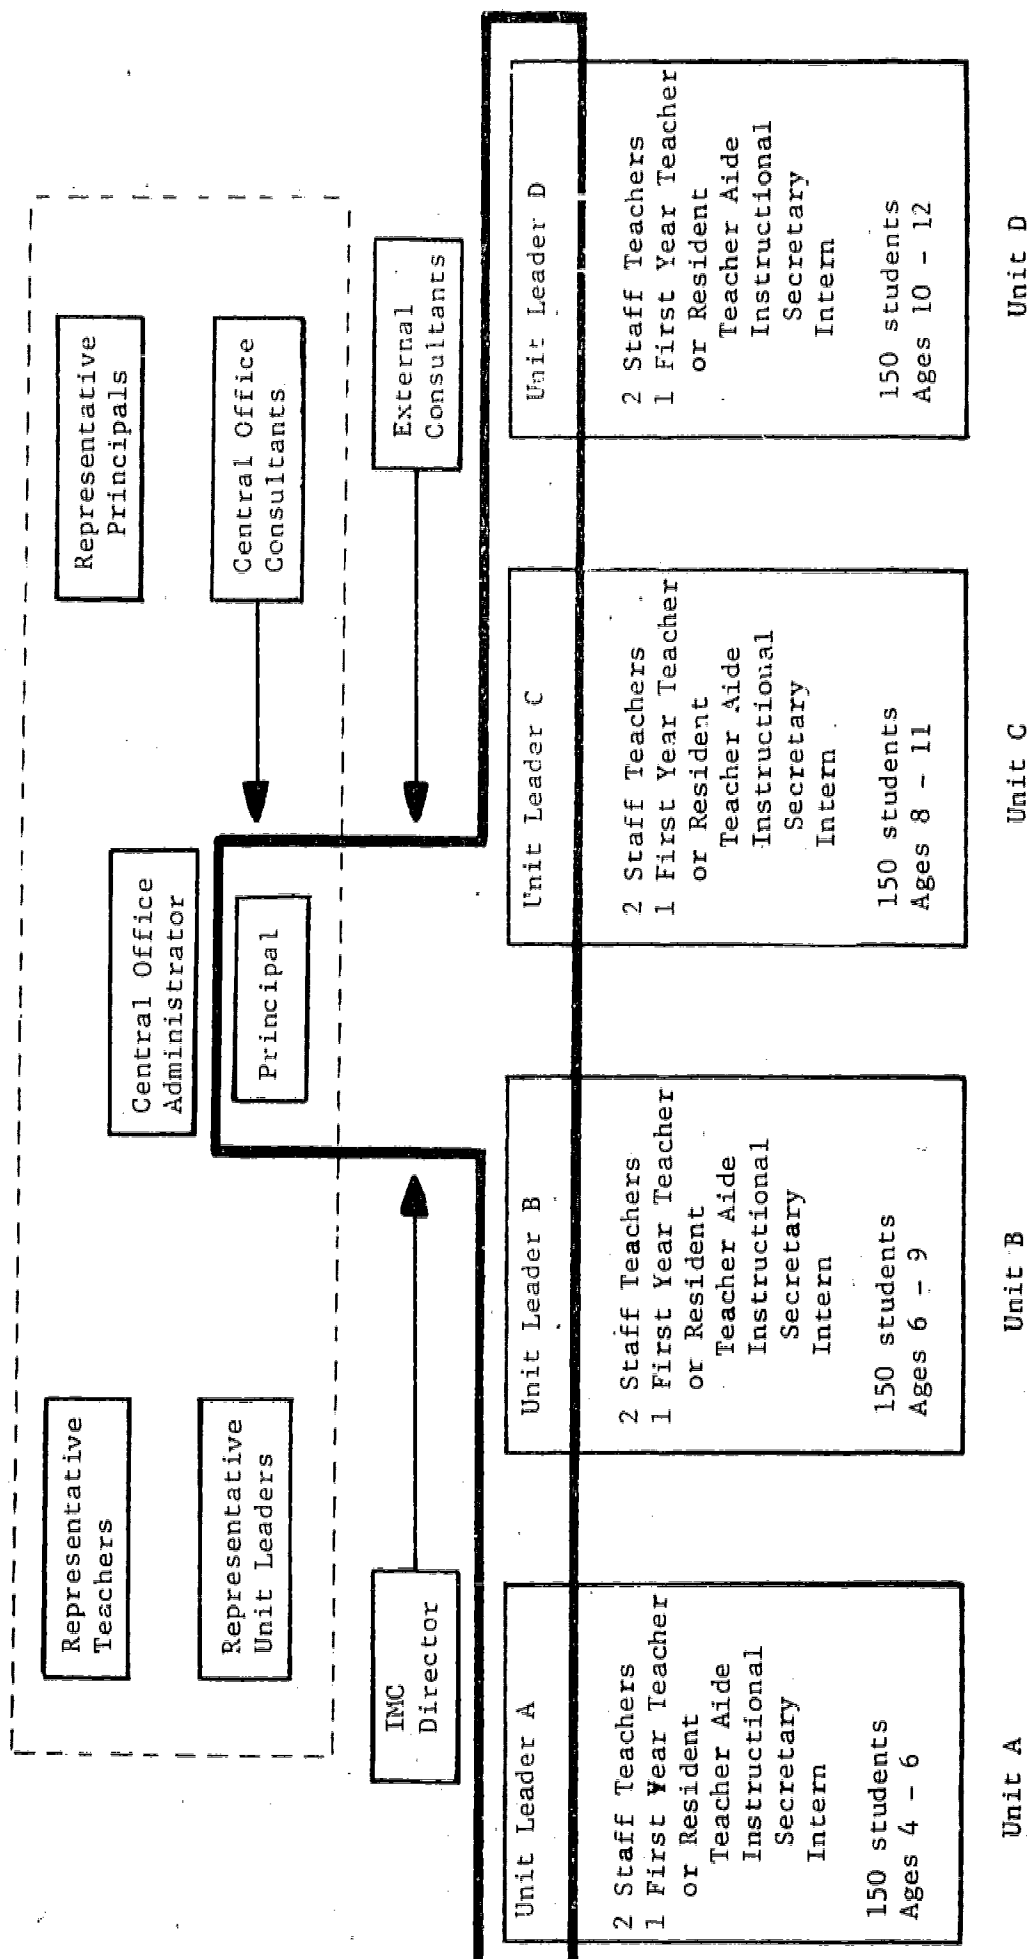 Representative
Teachers
Representative
Unit Leaders
Central Office
Administrator
Principal
Representative
Principals
Central Office
Consultants
IMC
Director
External
Consultants
Unit Leader A
2 Staff Teachers
1 First Year Teacher
or Resident
Teacher Aide
Instructional
Secretary
Intern
150 students
Ages 4 - 6
Unit A
Unit Leader B
2 Staff Teachers
1 First Year Teacher
or Resident
Teacher Aide
Instructional
Secretary
Intern
150 students
Ages 6 - 9
Unit B
Unit Leader C
2 Staff Teachers
1 First Year Teacher
or Resident
Teacher Aide
Instructional
Secretary
Intern
150 students
Ages 8 - 11
Unit C
Unit Leader D
2 Staff Teachers
1 First Year Teacher
or Resident
Teacher Aide
Instructional
Secretary
Intern
150 students
Ages 10 - 12
Unit D